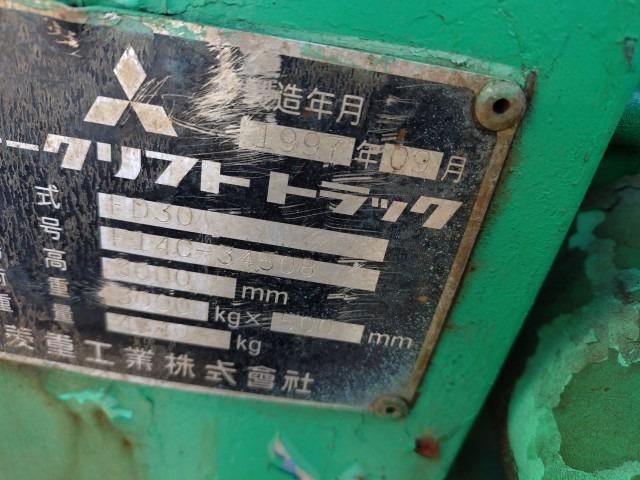 造年月
1997年09月
ークリフト トラック
式 FD30
号 F14C-34508
高 3000 mm
重 3000 kg× 500 mm
量 kg
菱重工業株式會社